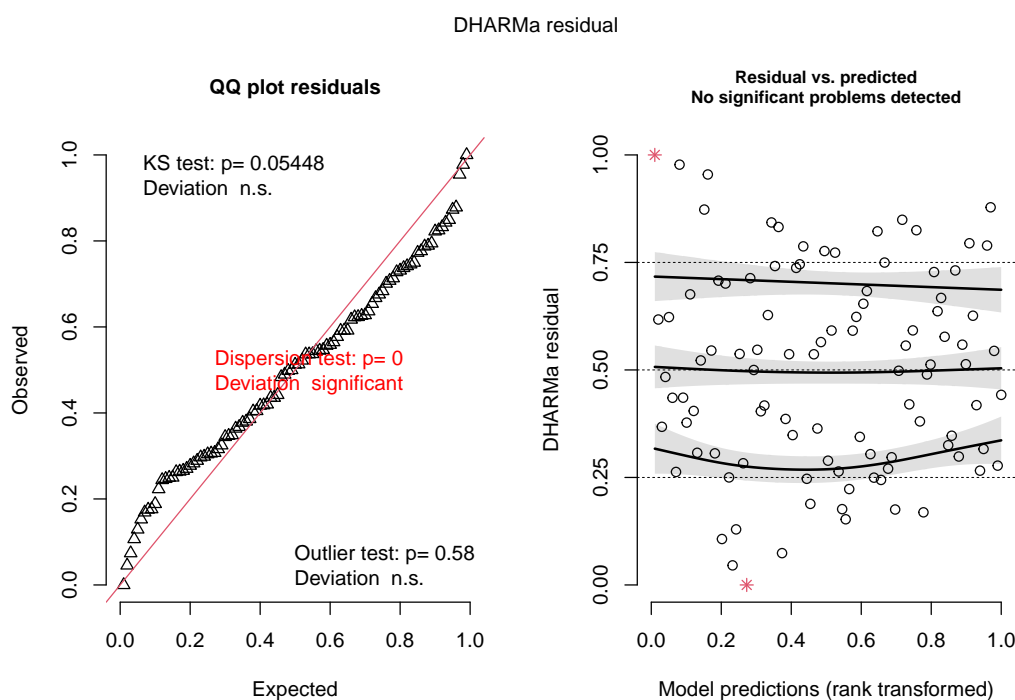 DHARMa residual
QQ plot residuals
KS test: p= 0.05448
Deviation n.s.
Dispersion test: p= 0
Deviation significant
Outlier test: p= 0.58
Deviation n.s.
Observed
0.0
0.2
0.4
0.6
0.8
1.0
0.0 0.2 0.4 0.6 0.8 1.0
Expected
Residual vs. predicted
No significant problems detected
DHARMa residual
0.00
0.25
0.50
0.75
1.00
0.0 0.2 0.4 0.6 0.8 1.0
Model predictions (rank transformed)